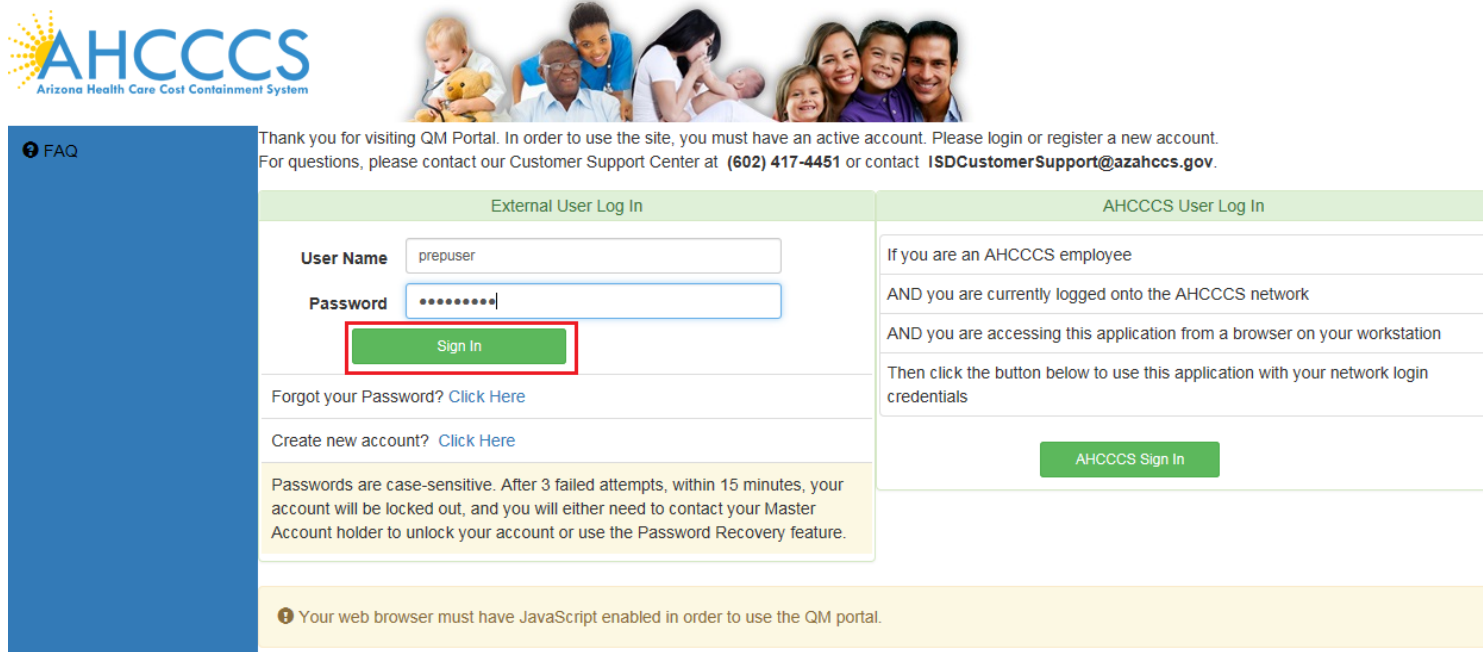 AHCCCS
Arizona Health Care Cost Containment System
FAQ
Thank you for visiting QM Portal. In order to use the site, you must have an active account. Please login or register a new account.
For questions, please contact our Customer Support Center at (602) 417-4451 or contact ISDCustomerSupport@azahccs.gov.
External User Log In
User Name prepuser
Password •••••••••
Sign In
Forgot your Password? Click Here
Create new account? Click Here
Passwords are case-sensitive. After 3 failed attempts, within 15 minutes, your
account will be locked out, and you will either need to contact your Master
Account holder to unlock your account or use the Password Recovery feature.
AHCCCS User Log In
If you are an AHCCCS employee
AND you are currently logged onto the AHCCCS network
AND you are accessing this application from a browser on your workstation
Then click the button below to use this application with your network login
credentials
AHCCCS Sign In
Your web browser must have JavaScript enabled in order to use the QM portal.